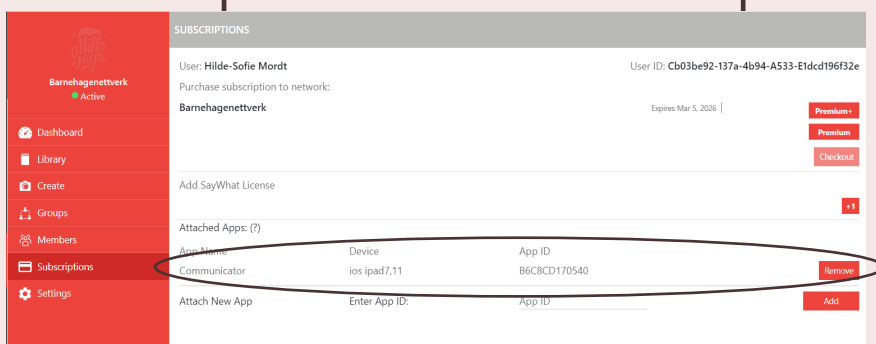 SUBSCRIPTIONS
Barnehagenettverk
Active
Dashboard
Library
Create
Groups
Members
Subscriptions
Settings
User: Hilde-Sofie Mordt User ID: Cb03be92-137a-4b94-A533-E1dcd196f32e
Purchase subscription to network:
Barnehagenettverk Expires Mar 5, 2026 Premium+
Premium
Checkout
Add SayWhat License
+1
Attached Apps: (?)
App Name Device App ID
Communicator ios ipad7,11 B6C8CD170540 Remove
Attach New App Enter App ID: App ID Add